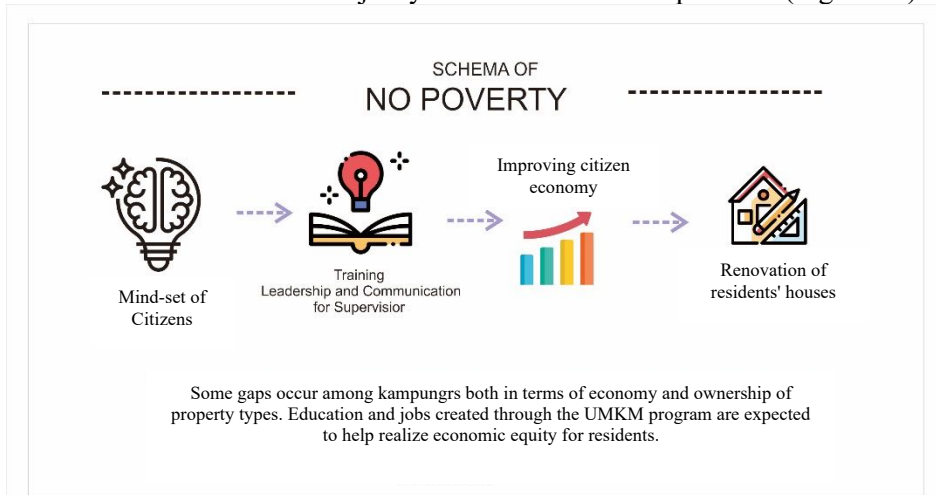 SCHEMA OF
NO POVERTY
Mind-set of
Citizens
Training
Leadership and Communication
for Supervisior
Improving citizen
economy
Renovation of
residents' houses
Some gaps occur among kampungrs both in terms of economy and ownership of
property types. Education and jobs created through the UMKM program are expected
to help realize economic equity for residents.